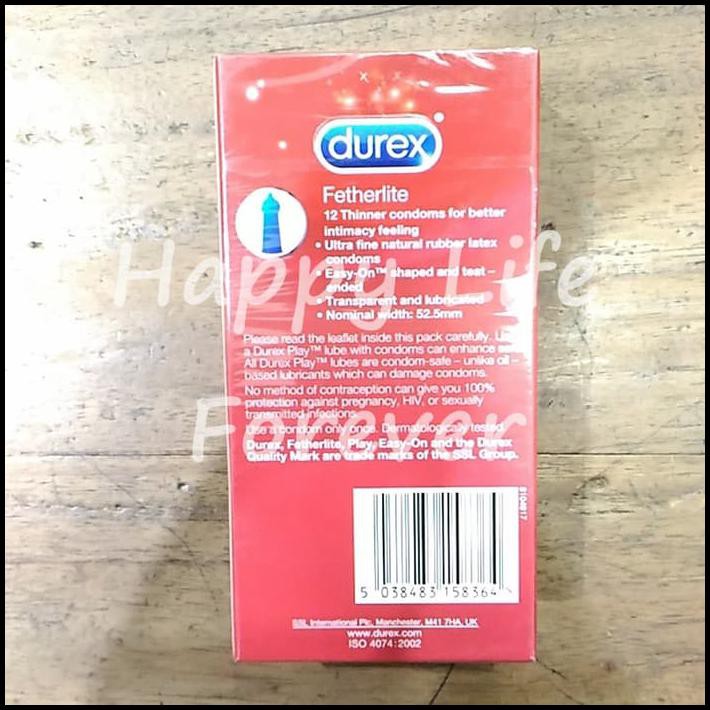 durex
Fetherlite
12 Thinner condoms for better
intimacy feeling
• Ultra fine natural rubber latex
condoms
• Easy-On™ shaped and teat –
ended
• Transparent and lubricated
• Nominal width: 52.5mm
Happy Life
Forever
Please read the leaflet inside this pack carefully.
a Durex Play™ lube with condoms can enhance
All Durex Play™ lubes are condom-safe – unlike oil –
based lubricants which can damage condoms.
No method of contraception can give you 100%
protection against pregnancy, HIV, or sexually
transmitted infections.
Use a condom only once. Dermatologically tested.
Durex, Fetherlite, Play, Easy-On and the Durex
Quality Mark are trade marks of the SSL Group.
5 038483 158364
SSL International Plc, Manchester, M41 7HA, UK
www.durex.com
ISO 4074:2002